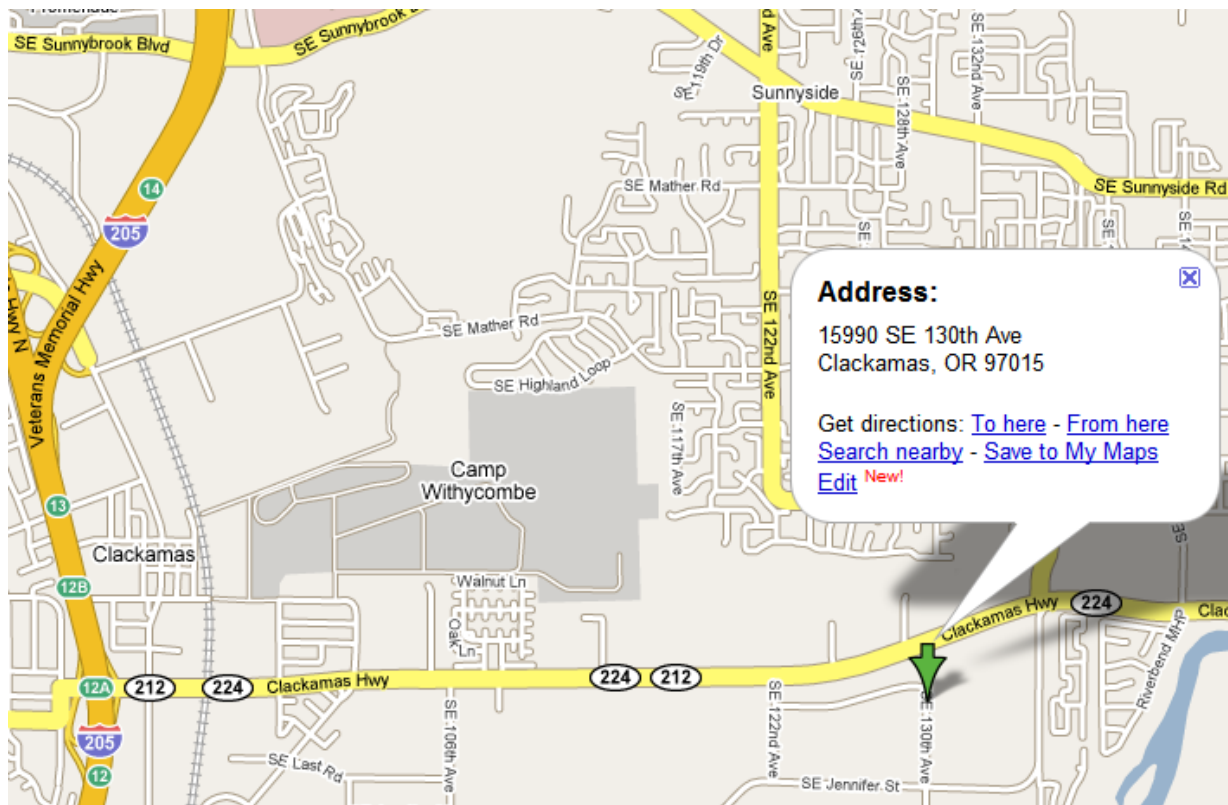 Promenade
SE Sunnybrook Blvd
SE Sunnybrook
SE 119th Dr
SE 126th Ave
SE 132nd Ave
Sunnyside
SE 128th Ave
14
SE Mather Rd
SE Sunnyside Rd
205
Veterans Memorial Hwy
SE Mather Rd
SE Highland Loop
SE 122nd Ave
Address:
15990 SE 130th Ave
Clackamas, OR 97015
Get directions: To here - From here
Search nearby - Save to My Maps
Edit New!
SE 117th Ave
Camp
Withycombe
13
Clackamas
12B
Walnut Ln
Oak Ln
Clackamas Hwy
224
Riverbend MHP
12A
212
224
Clackamas Hwy
224
212
205
SE 106th Ave
SE 122nd Ave
SE 130th Ave
SE Last Rd
12
SE Jennifer St